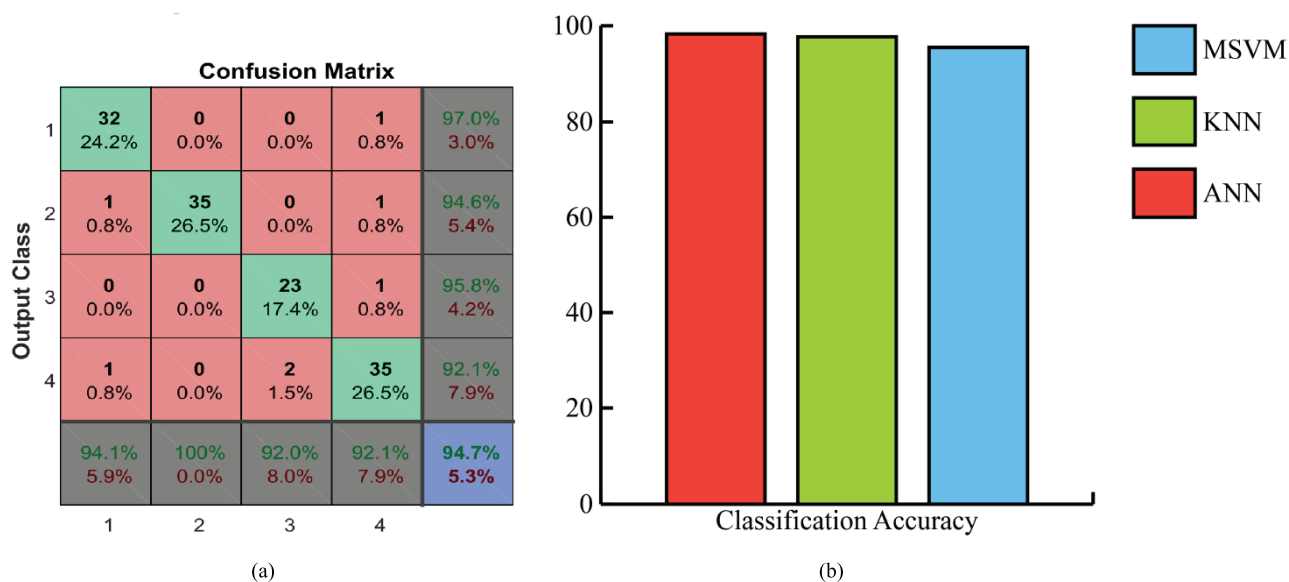 Confusion Matrix
Output Class
1
32 0 0 1 97.0%
24.2% 0.0% 0.0% 0.8% 3.0%
2
1 35 0 1 94.6%
0.8% 26.5% 0.0% 0.8% 5.4%
3
0 0 23 1 95.8%
0.0% 0.0% 17.4% 0.8% 4.2%
4
1 0 2 35 92.1%
0.8% 0.0% 1.5% 26.5% 7.9%
94.1% 100% 92.0% 92.1% 94.7%
5.9% 0.0% 8.0% 7.9% 5.3%
1 2 3 4
(a)
100
80
60
40
20
0
Classification Accuracy
MSVM
KNN
ANN
(b)